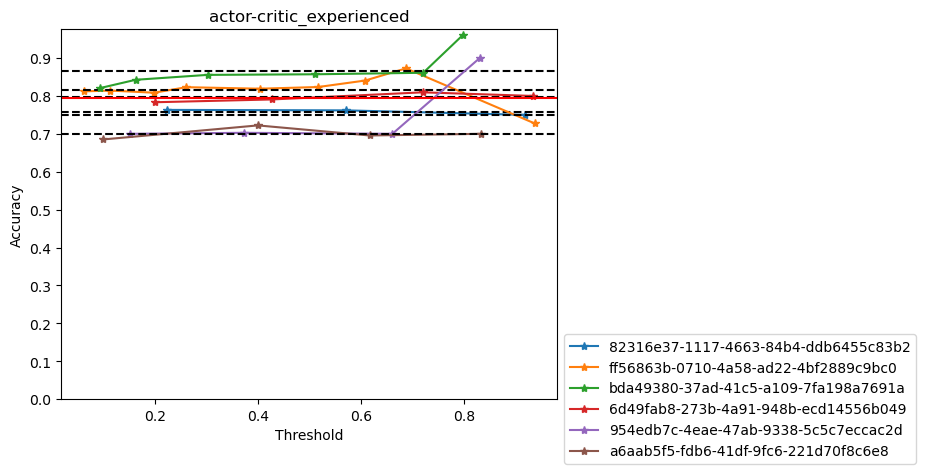 actor-critic_experienced
Accuracy
0.9
0.8
0.7
0.6
0.5
0.4
0.3
0.2
0.1
0.0
0.2 0.4 0.6 0.8
Threshold
82316e37-1117-4663-84b4-ddb6455c83b2
ff56863b-0710-4a58-ad22-4bf2889c9bc0
bda49380-37ad-41c5-a109-7fa198a7691a
6d49fab8-273b-4a91-948b-ecd14556b049
954edb7c-4eae-47ab-9338-5c5c7eccac2d
a6aab5f5-fdb6-41df-9fc6-221d70f8c6e8